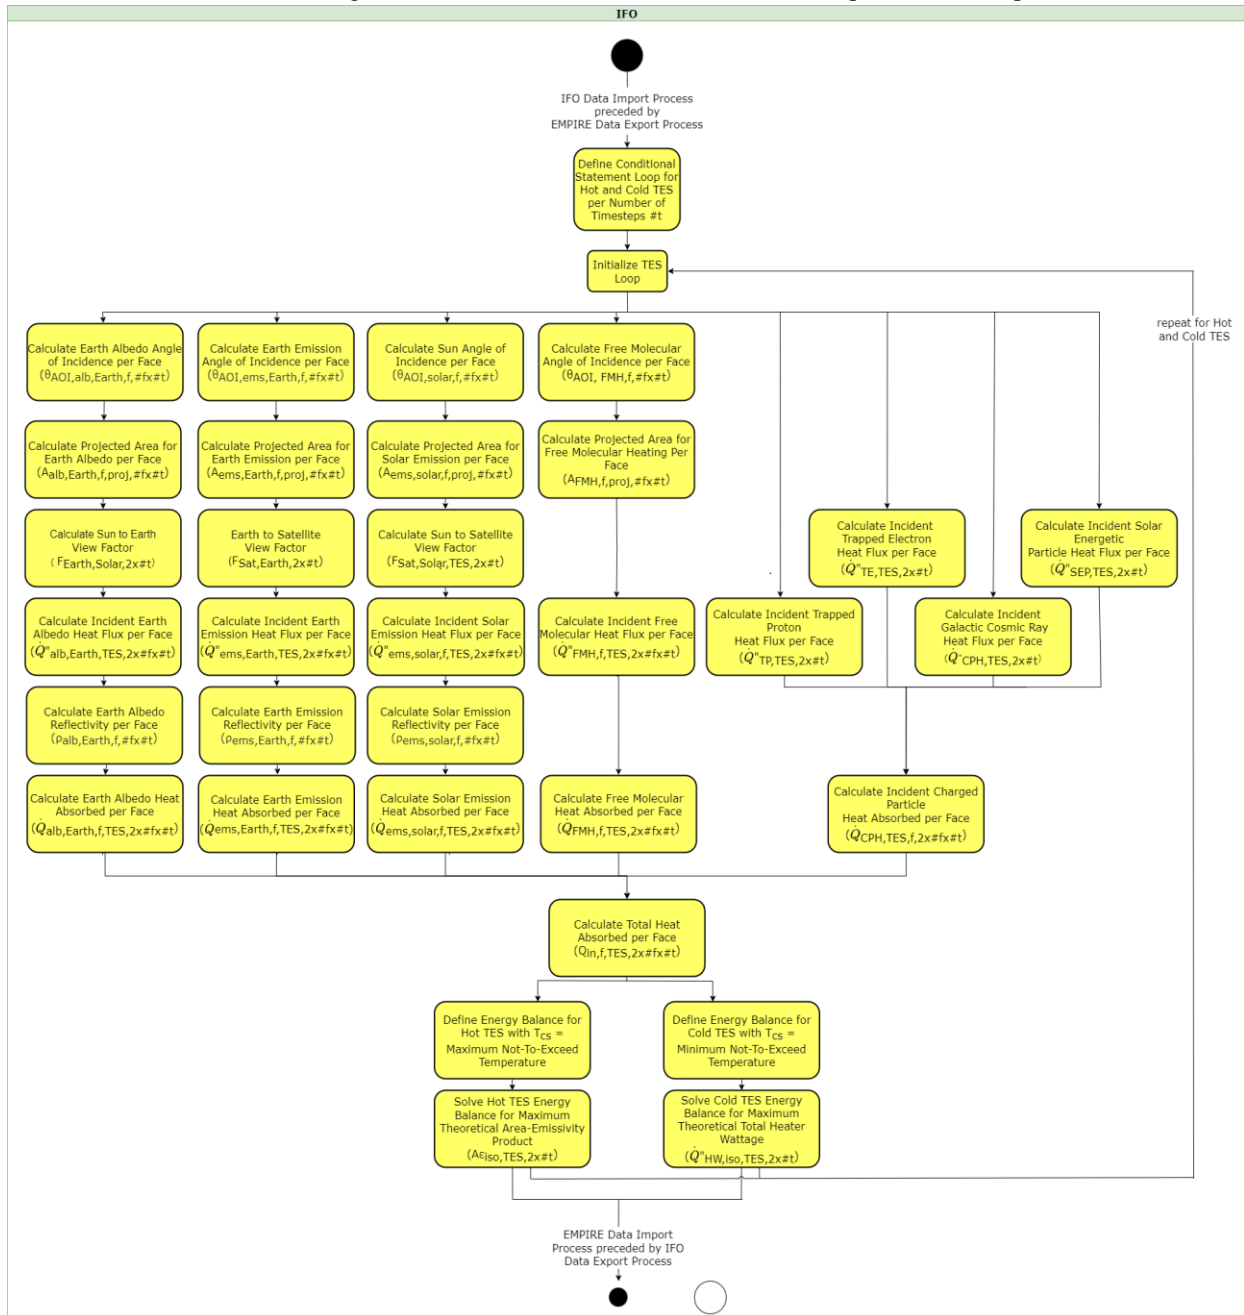 IFO
IFO Data Import Process
preceded by
EMPIRE Data Export Process
Define Conditional
Statement Loop for
Hot and Cold TES
per Number of
Timesteps #t
Initialize TES
Loop
repeat for Hot
and Cold TES
Calculate Earth Albedo Angle
of Incidence per Face
(θAOI,alb,Earth,f,#fx#t)
Calculate Earth Emission
Angle of Incidence per Face
(θAOI,ems,Earth,f,#fx#t)
Calculate Sun Angle of
Incidence per Face
(θAOI,solar,f,#fx#t)
Calculate Free Molecular
Angle of Incidence per Face
(θAOI, FMH,f,#fx#t)
Calculate Projected Area for
Earth Albedo per Face
(Aalb,Earth,f,proj,#fx#t)
Calculate Projected Area for
Earth Emission per Face
(Aems,Earth,f,proj,#fx#t)
Calculate Projected Area for
Solar Emission per Face
(Aems,solar,f,proj,#fx#t)
Calculate Projected Area for
Free Molecular Heating Per
Face
(AFMH,f,proj,#fx#t)
Calculate Sun to Earth
View Factor
(FEarth,Solar,2x#t)
Earth to Satellite
View Factor
(FSat,Earth,2x#t)
Calculate Sun to Satellite
View Factor
(FSat,Solar,TES,2x#t)
Calculate Incident
Trapped Electron
Heat Flux per Face
(Q̇"TE,TES,2x#t)
Calculate Incident Solar
Energetic
Particle Heat Flux per Face
(Q̇"SEP,TES,2x#t)
Calculate Incident Earth
Albedo Heat Flux per Face
(Q̇"alb,Earth,TES,2x#fx#t)
Calculate Incident Earth
Emission Heat Flux per Face
(Q̇"ems,Earth,TES,2x#fx#t)
Calculate Incident Solar
Emission Heat Flux per Face
(Q̇"ems,solar,f,TES,2x#fx#t)
Calculate Incident Free
Molecular Heat Flux per Face
(Q̇"FMH,f,TES,2x#fx#t)
Calculate Incident Trapped
Proton
Heat Flux per Face
(Q̇"TP,TES,2x#t)
Calculate Incident
Galactic Cosmic Ray
Heat Flux per Face
(Q̇"CPH,TES,2x#t)
Calculate Earth Albedo
Reflectivity per Face
(ρalb,Earth,f,#fx#t)
Calculate Earth Emission
Reflectivity per Face
(ρems,Earth,f,#fx#t)
Calculate Solar Emission
Reflectivity per Face
(ρems,solar,f,#fx#t)
Calculate Earth Albedo Heat
Absorbed per Face
(Q̇alb,Earth,f,TES,2x#fx#t)
Calculate Earth Emission
Heat Absorbed per Face
(Q̇ems,Earth,f,TES,2x#fx#t)
Calculate Solar Emission
Heat Absorbed per Face
(Q̇ems,solar,f,TES,2x#fx#t)
Calculate Free Molecular
Heat Absorbed per Face
(Q̇FMH,f,TES,2x#fx#t)
Calculate Incident Charged
Particle
Heat Absorbed per Face
(Q̇CPH,TES,f,2x#fx#t)
Calculate Total Heat
Absorbed per Face
(Qin,f,TES,2x#fx#t)
Define Energy Balance for
Hot TES with TCS =
Maximum Not-To-Exceed
Temperature
Define Energy Balance for
Cold TES with TCS =
Minimum Not-To-Exceed
Temperature
Solve Hot TES Energy
Balance for Maximum
Theoretical Area-Emissivity
Product
(Aεiso,TES,2x#t)
Solve Cold TES Energy
Balance for Maximum
Theoretical Total Heater
Wattage
(Q̇"HW,iso,TES,2x#t)
EMPIRE Data Import
Process preceded by IFO
Data Export Process